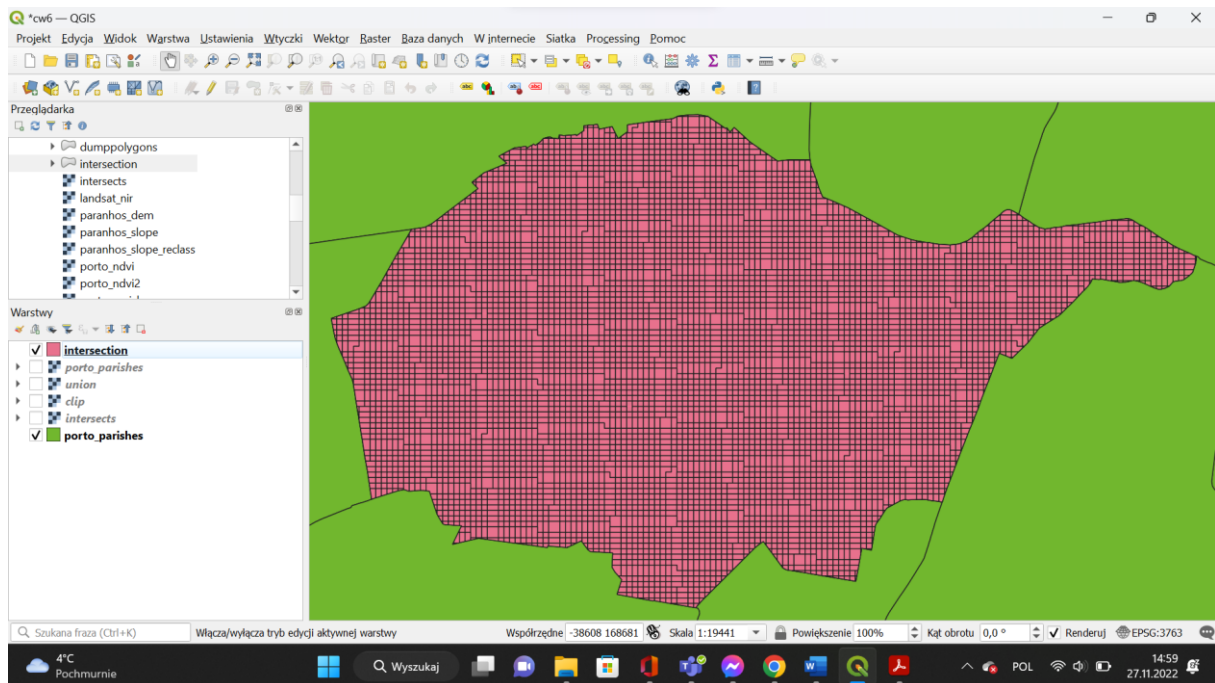 *cw6 — QGIS
Projekt Edycja Widok Warstwa Ustawienia Wtyczki Wektor Raster Baza danych W internecie Siatka Processing Pomoc
Przeglądarka
dumppolygons
intersection
intersects
landsat_nir
paranhos_dem
paranhos_slope
paranhos_slope_reclass
porto_ndvi
porto_ndvi2
Warstwy
intersection
porto_parishes
union
clip
intersects
porto_parishes
Szukana fraza (Ctrl+K) Włącza/wyłącza tryb edycji aktywnej warstwy Współrzędne -38608 168681 Skala 1:19441 Powiększenie 100% Kąt obrotu 0,0 ° Renderuj EPSG:3763
4°C
Pochmurnie
Wyszukaj
POL
14:59
27.11.2022